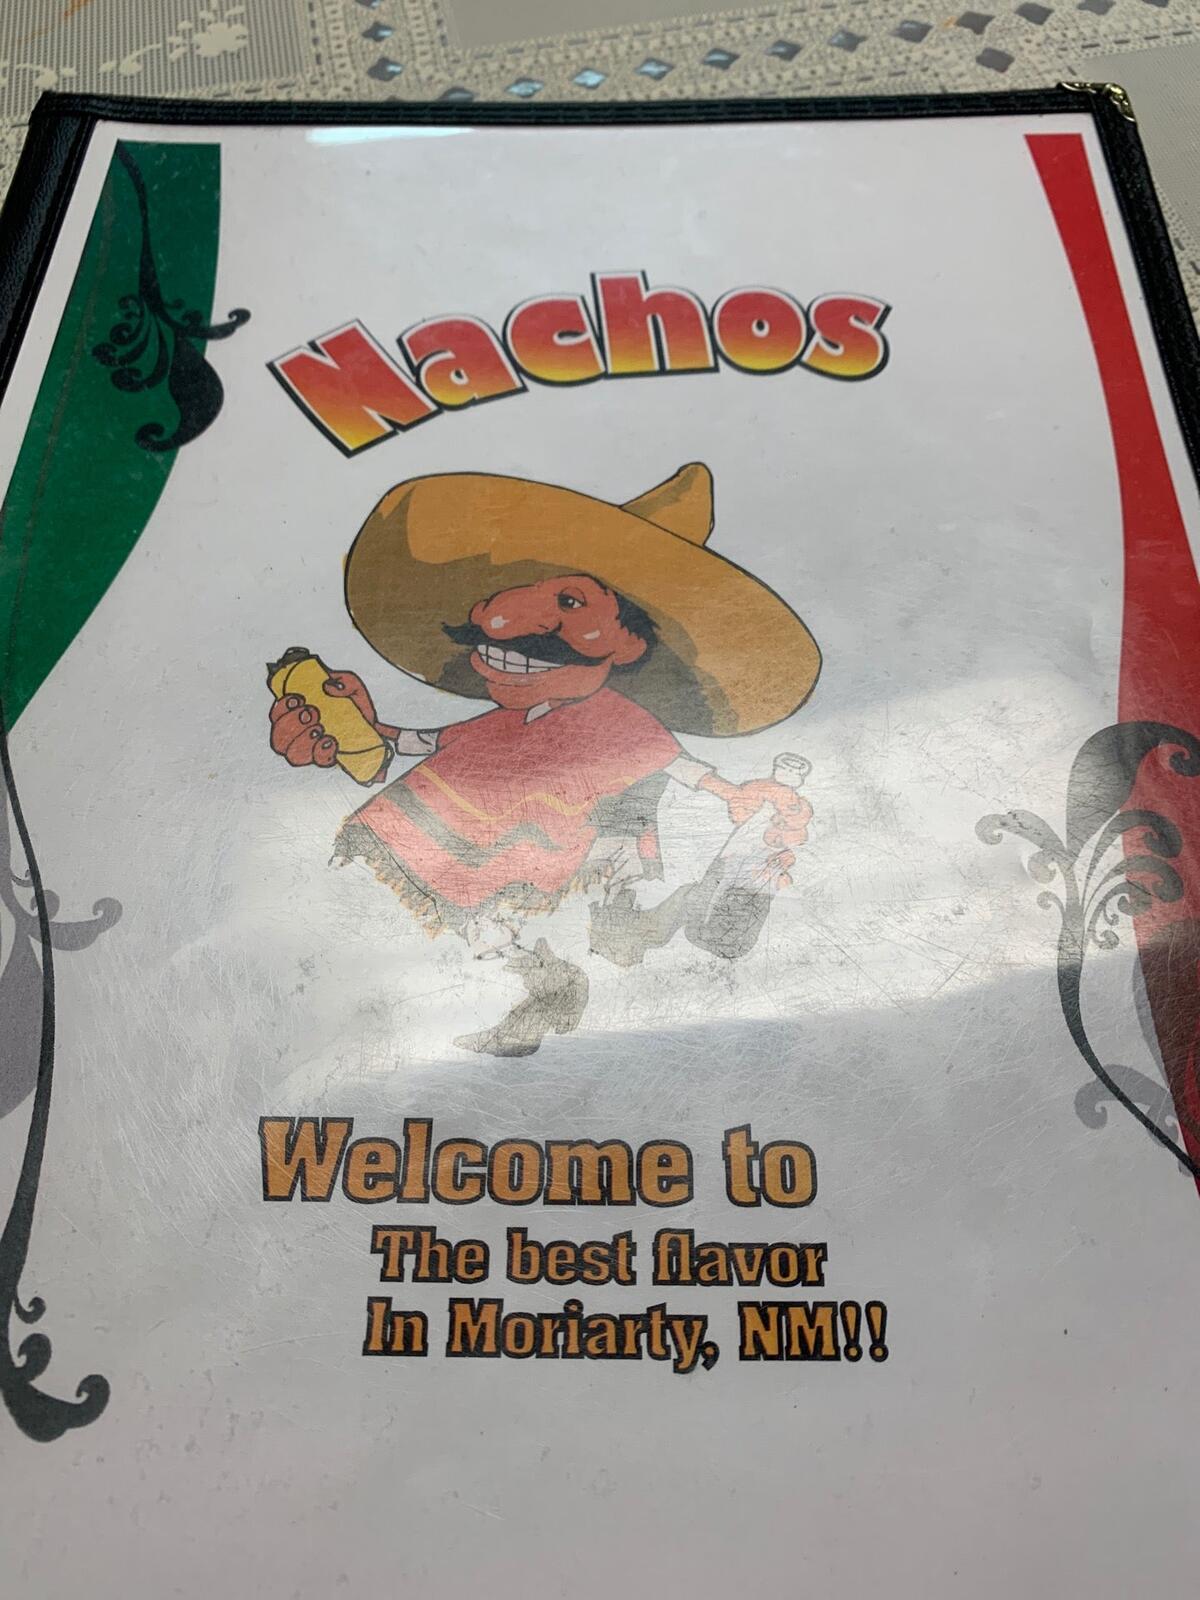 Nachos
Welcome to
The best flavor
In Moriarty, NM!!